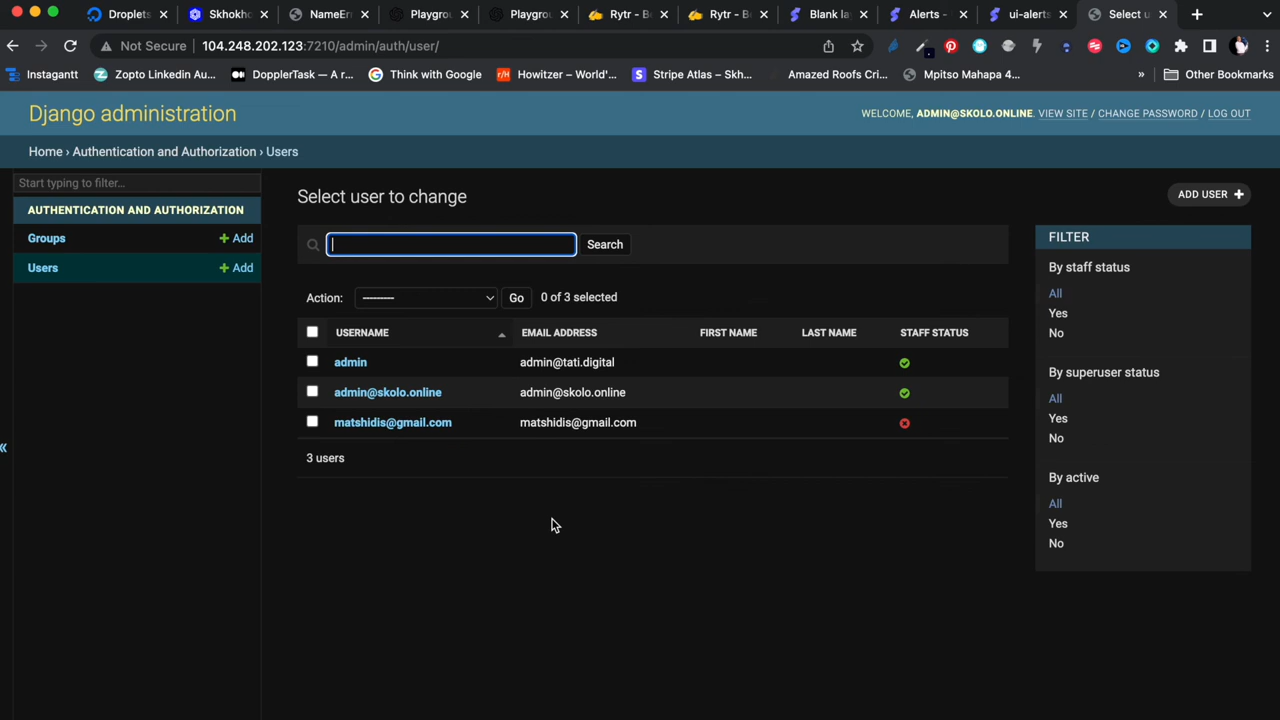 Droplets
Skhokho
NameErr
Playgrou
Playgrou
Rytr - Be
Rytr - Be
Blank lay
Alerts -
ui-alerts
Select u
Not Secure
104.248.202.123:7210/admin/auth/user/
Instagantt
Zopto Linkedin Au...
DopplerTask — A r...
Think with Google
Howitzer – World'...
Stripe Atlas – Skh...
Amazed Roofs Cri...
Mpitso Mahapa 4...
»
Other Bookmarks
Django administration
WELCOME, ADMIN@SKOLO.ONLINE. VIEW SITE / CHANGE PASSWORD / LOG OUT
Home › Authentication and Authorization › Users
Start typing to filter...
AUTHENTICATION AND AUTHORIZATION
Groups
+ Add
Users
+ Add
«
Select user to change
ADD USER +
Search
Action:
---------
Go
0 of 3 selected
USERNAME
EMAIL ADDRESS
FIRST NAME
LAST NAME
STAFF STATUS
admin
admin@tati.digital
admin@skolo.online
admin@skolo.online
matshidis@gmail.com
matshidis@gmail.com
3 users
FILTER
By staff status
All
Yes
No
By superuser status
All
Yes
No
By active
All
Yes
No